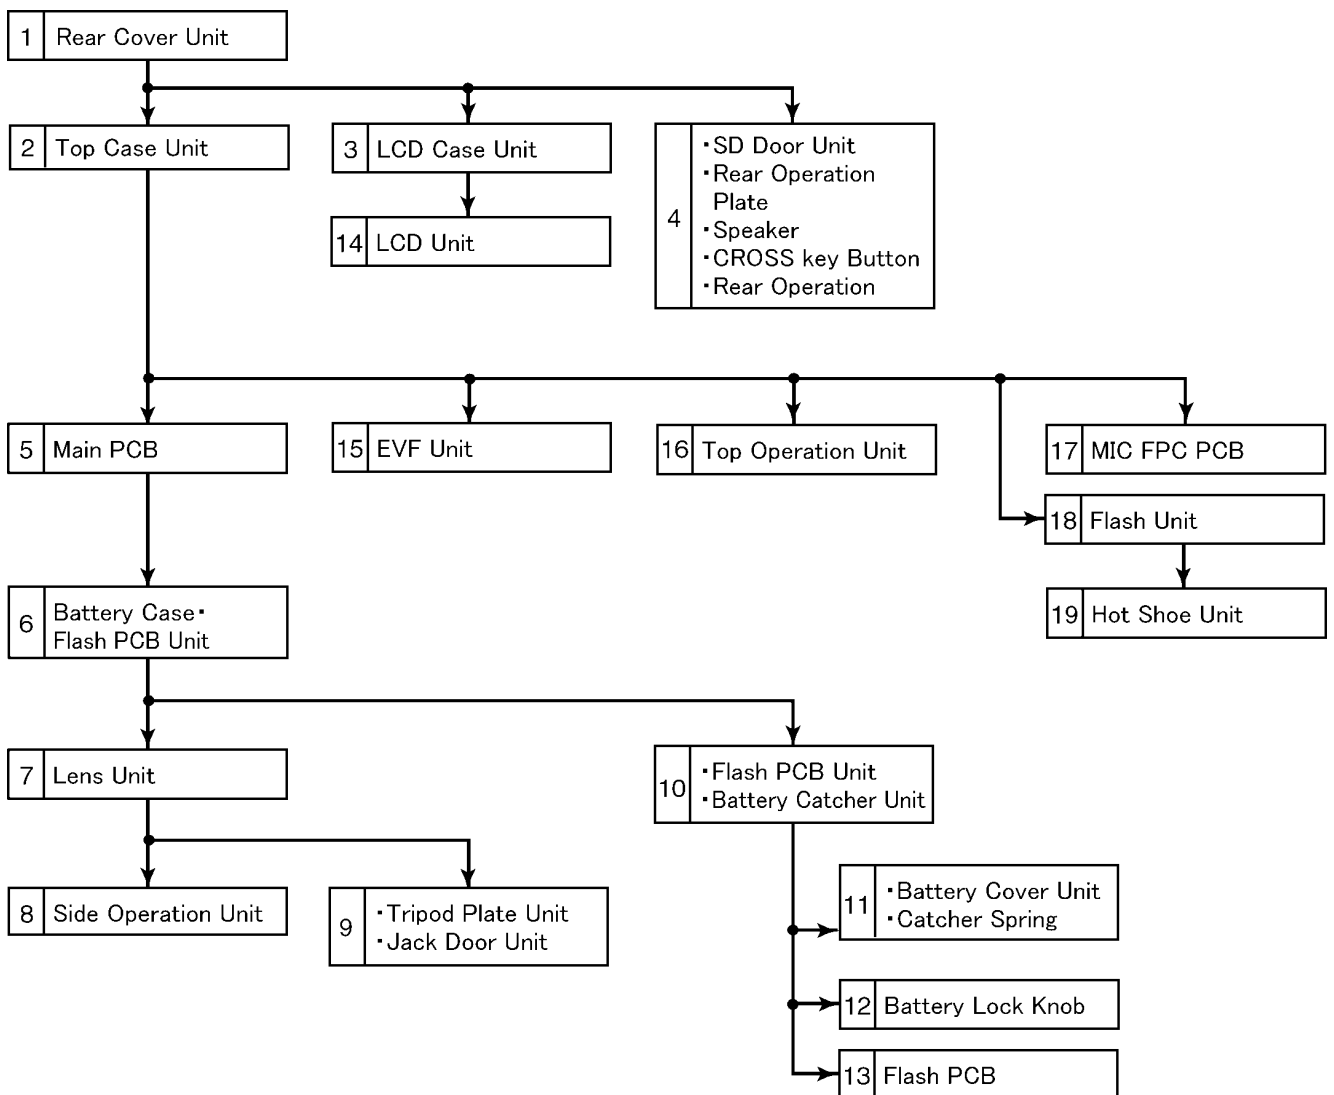 1 Rear Cover Unit
2 Top Case Unit
3 LCD Case Unit
4
・SD Door Unit
・Rear Operation
Plate
・Speaker
・CROSS key Button
・Rear Operation
14 LCD Unit
5 Main PCB
15 EVF Unit
16 Top Operation Unit
17 MIC FPC PCB
18 Flash Unit
19 Hot Shoe Unit
6
Battery Case・
Flash PCB Unit
7 Lens Unit
10
・Flash PCB Unit
・Battery Catcher Unit
8 Side Operation Unit
9
・Tripod Plate Unit
・Jack Door Unit
11
・Battery Cover Unit
・Catcher Spring
12 Battery Lock Knob
13 Flash PCB